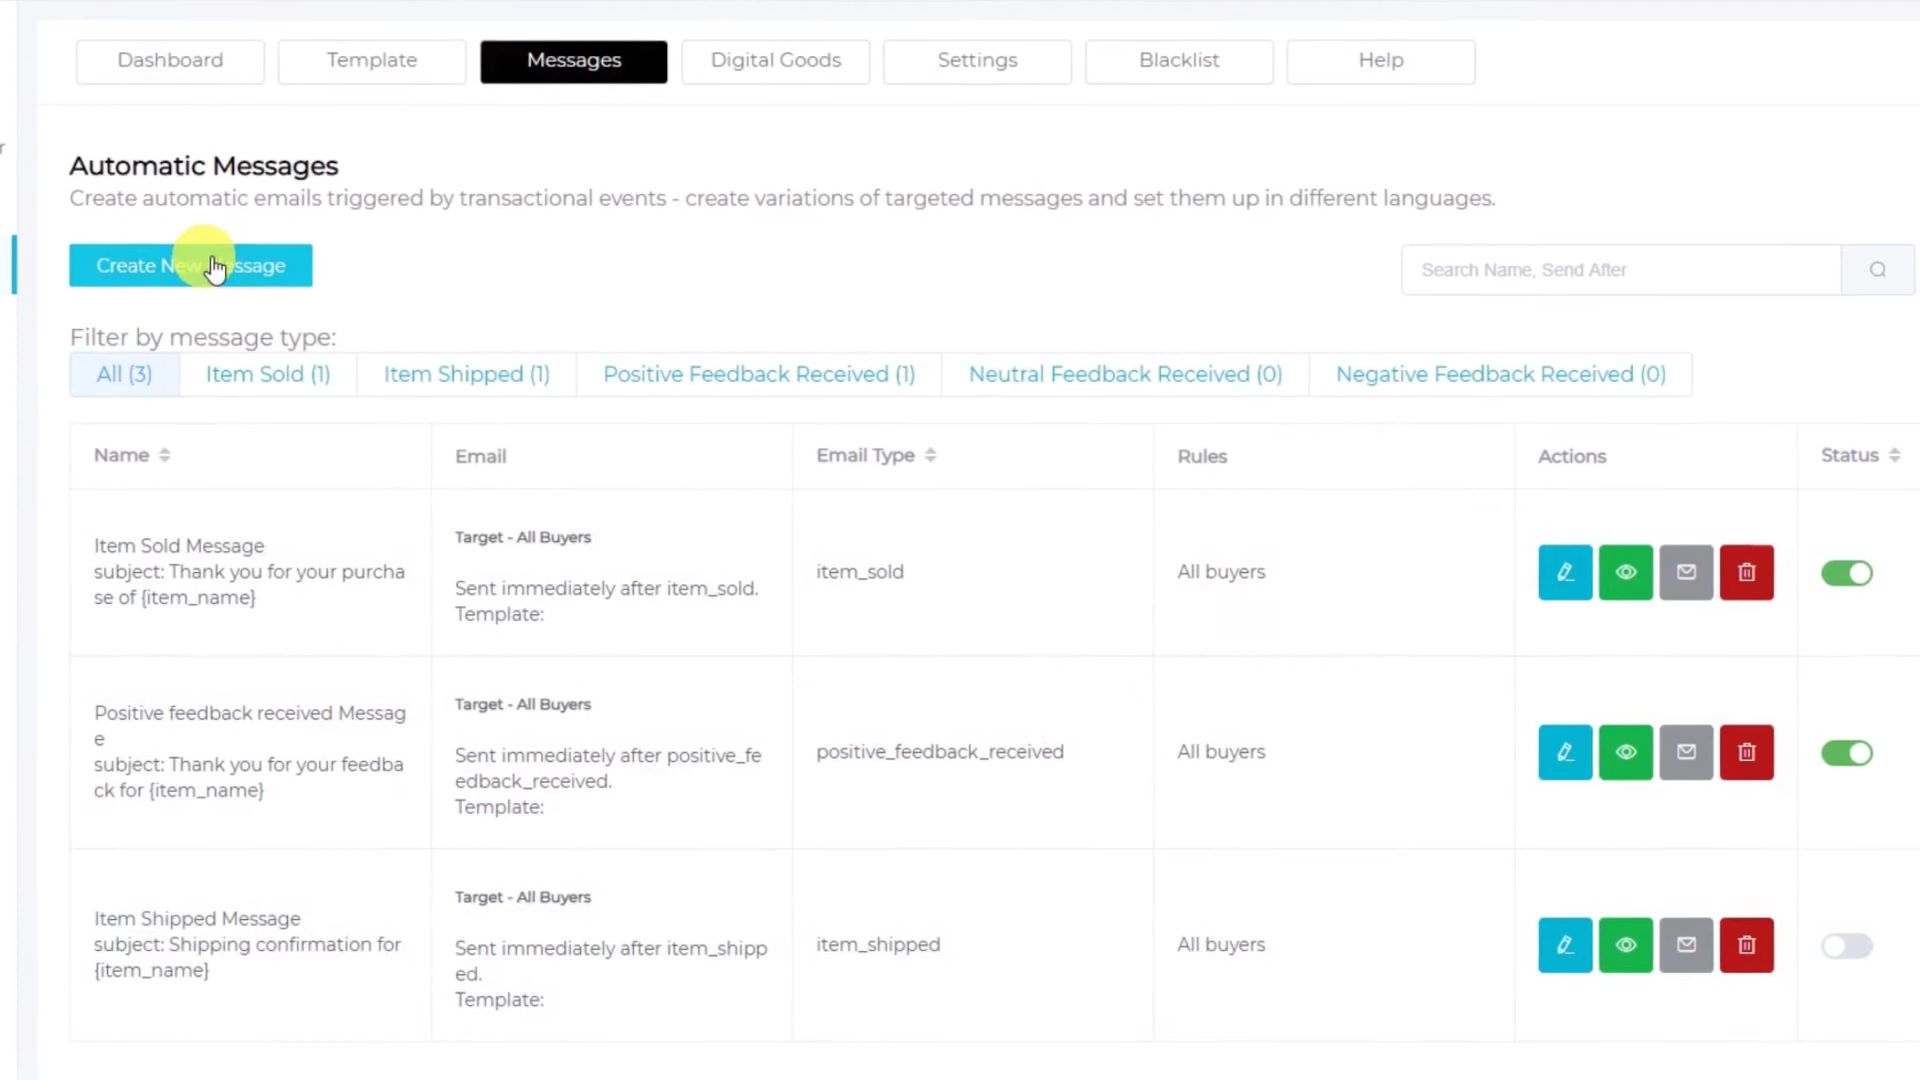 Dashboard
Template
Messages
Digital Goods
Settings
Blacklist
Help
r
Automatic Messages
Create automatic emails triggered by transactional events - create variations of targeted messages and set them up in different languages.
Create New Message
Search Name, Send After
Filter by message type:
All (3)
Item Sold (1)
Item Shipped (1)
Positive Feedback Received (1)
Neutral Feedback Received (0)
Negative Feedback Received (0)
Name
Email
Email Type
Rules
Actions
Status
Item Sold Message
subject: Thank you for your purcha
se of {item_name}
Target - All Buyers
Sent immediately after item_sold.
Template:
item_sold
All buyers
Positive feedback received Messag
e
subject: Thank you for your feedba
ck for {item_name}
Target - All Buyers
Sent immediately after positive_fe
edback_received.
Template:
positive_feedback_received
All buyers
Item Shipped Message
subject: Shipping confirmation for
{item_name}
Target - All Buyers
Sent immediately after item_shipp
ed.
Template:
item_shipped
All buyers